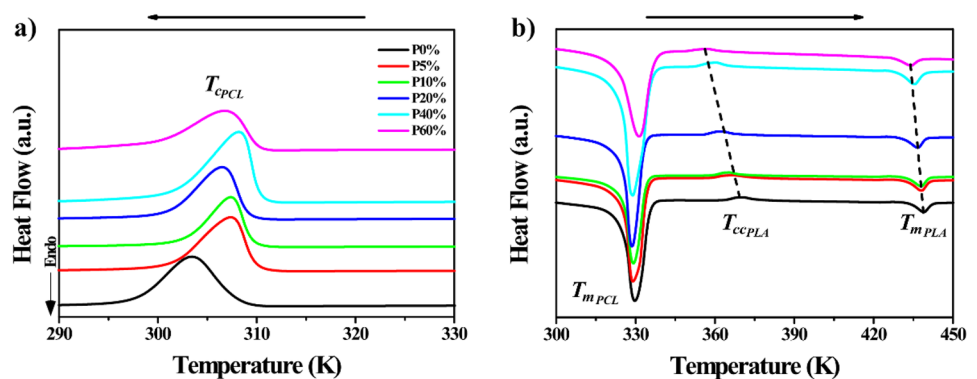 a)
Heat Flow (a.u.)
Endo
T_cPCL
P0%
P5%
P10%
P20%
P40%
P60%
290 300 310 320 330
Temperature (K)
b)
Heat Flow (a.u.)
T_mPCL
T_ccPLA
T_mPLA
300 330 360 390 420 450
Temperature (K)